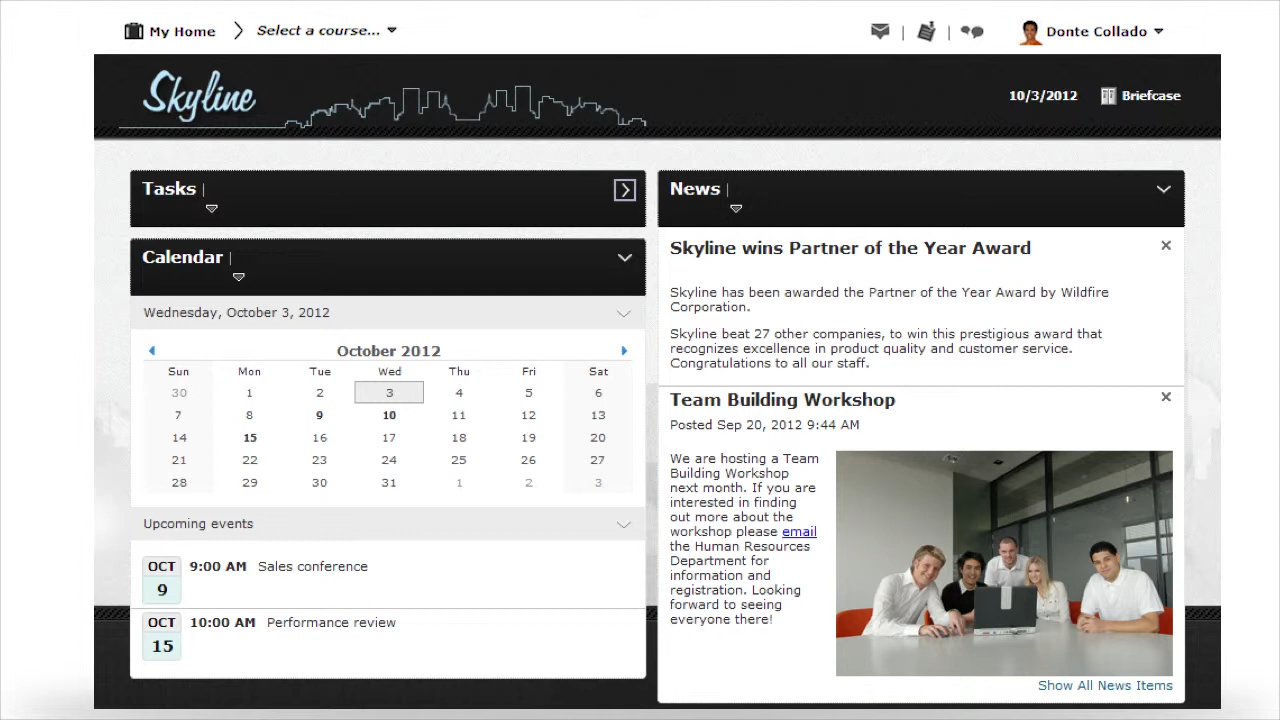 My Home
Select a course...
Donte Collado
Skyline
10/3/2012
Briefcase
Tasks
Calendar
Wednesday, October 3, 2012
October 2012
Sun Mon Tue Wed Thu Fri Sat
30 1 2 3 4 5 6
7 8 9 10 11 12 13
14 15 16 17 18 19 20
21 22 23 24 25 26 27
28 29 30 31 1 2 3
Upcoming events
OCT 9:00 AM Sales conference
9
OCT 10:00 AM Performance review
15
News
Skyline wins Partner of the Year Award
Skyline has been awarded the Partner of the Year Award by Wildfire
Corporation.
Skyline beat 27 other companies, to win this prestigious award that
recognizes excellence in product quality and customer service.
Congratulations to all our staff.
Team Building Workshop
Posted Sep 20, 2012 9:44 AM
We are hosting a Team
Building Workshop
next month. If you are
interested in finding
out more about the
workshop please email
the Human Resources
Department for
information and
registration. Looking
forward to seeing
everyone there!
Show All News Items